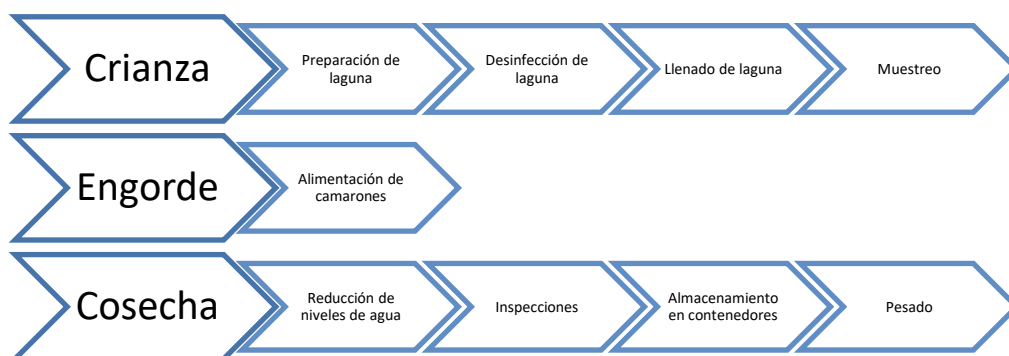 Crianza
Preparación de
laguna
Desinfección de
laguna
Llenado de laguna
Muestreo
Engorde
Alimentación de
camarones
Cosecha
Reducción de
niveles de agua
Inspecciones
Almacenamiento
en contenedores
Pesado